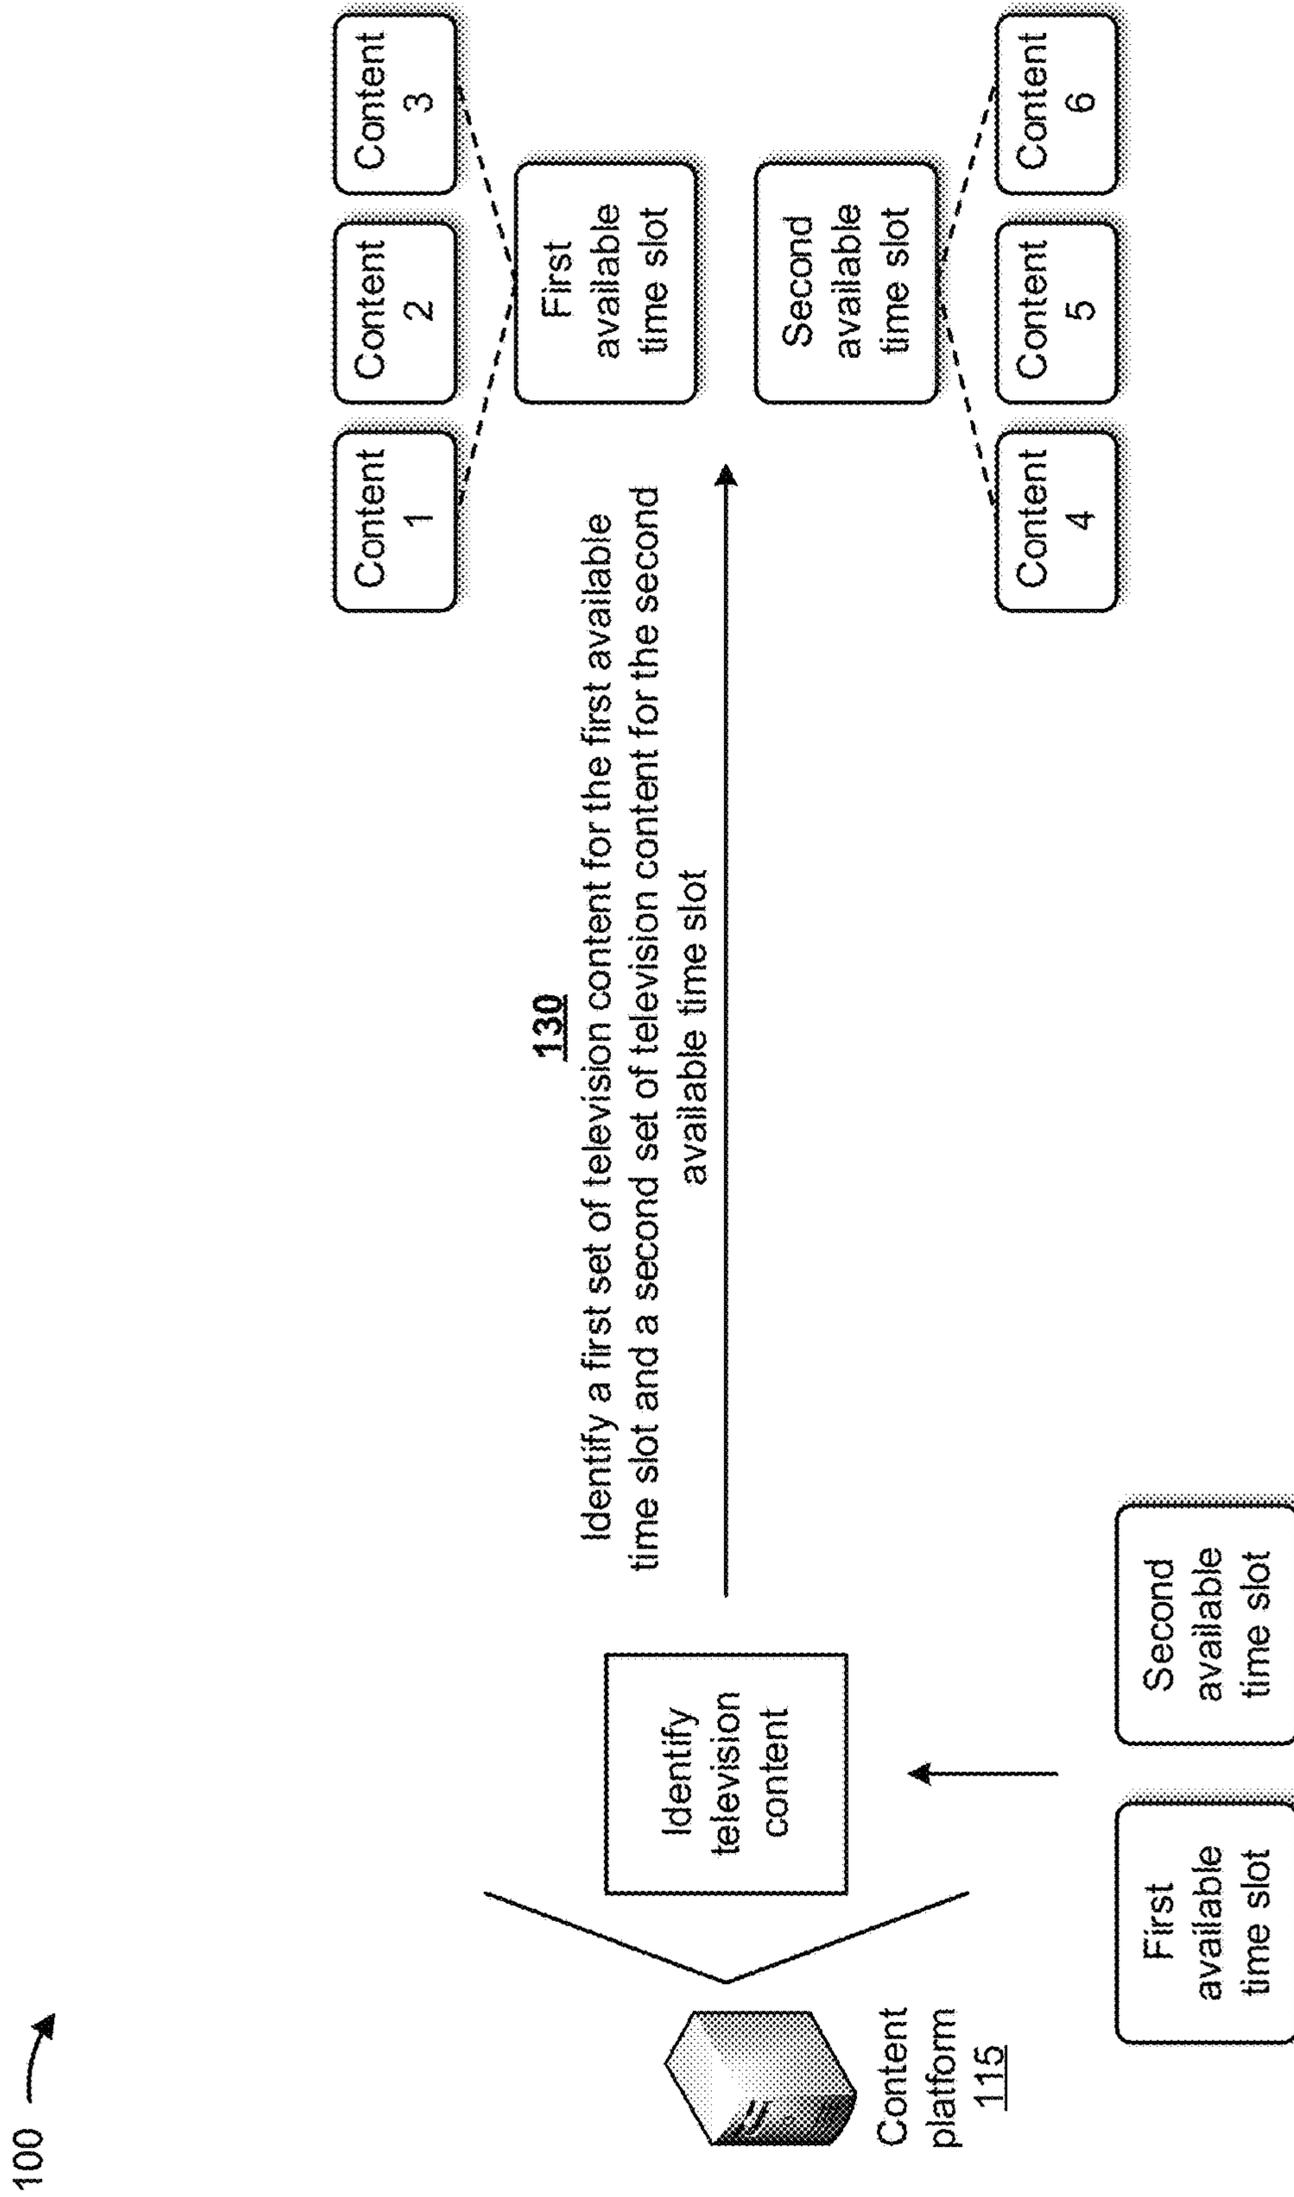 100
130
Identify a first set of television content for the first available
time slot and a second set of television content for the second
available time slot
Content
platform
115
Identify
television
content
First
available
time slot
Second
available
time slot
Content
1
Content
2
Content
3
First
available
time slot
Second
available
time slot
Content
4
Content
5
Content
6